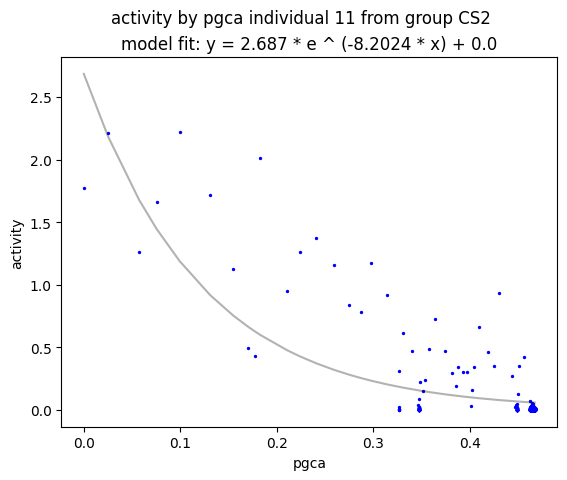 activity by pgca individual 11 from group CS2
model fit: y = 2.687 * e ^ (-8.2024 * x) + 0.0
2.5
2.0
1.5
activity
1.0
0.5
0.0
0.0 0.1 0.2 0.3 0.4
pgca